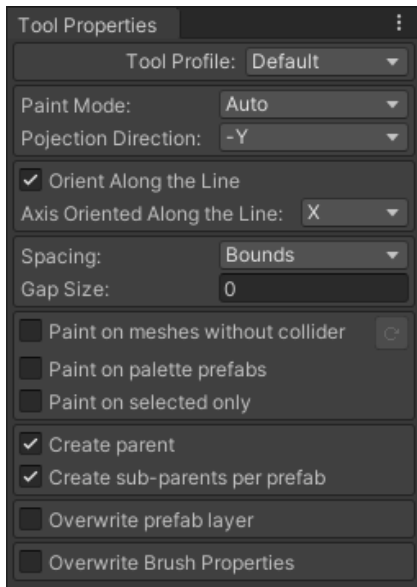 Tool Properties
Tool Profile: Default
Paint Mode: Auto
Pojection Direction: -Y
Orient Along the Line
Axis Oriented Along the Line: X
Spacing: Bounds
Gap Size: 0
Paint on meshes without collider
Paint on palette prefabs
Paint on selected only
Create parent
Create sub-parents per prefab
Overwrite prefab layer
Overwrite Brush Properties